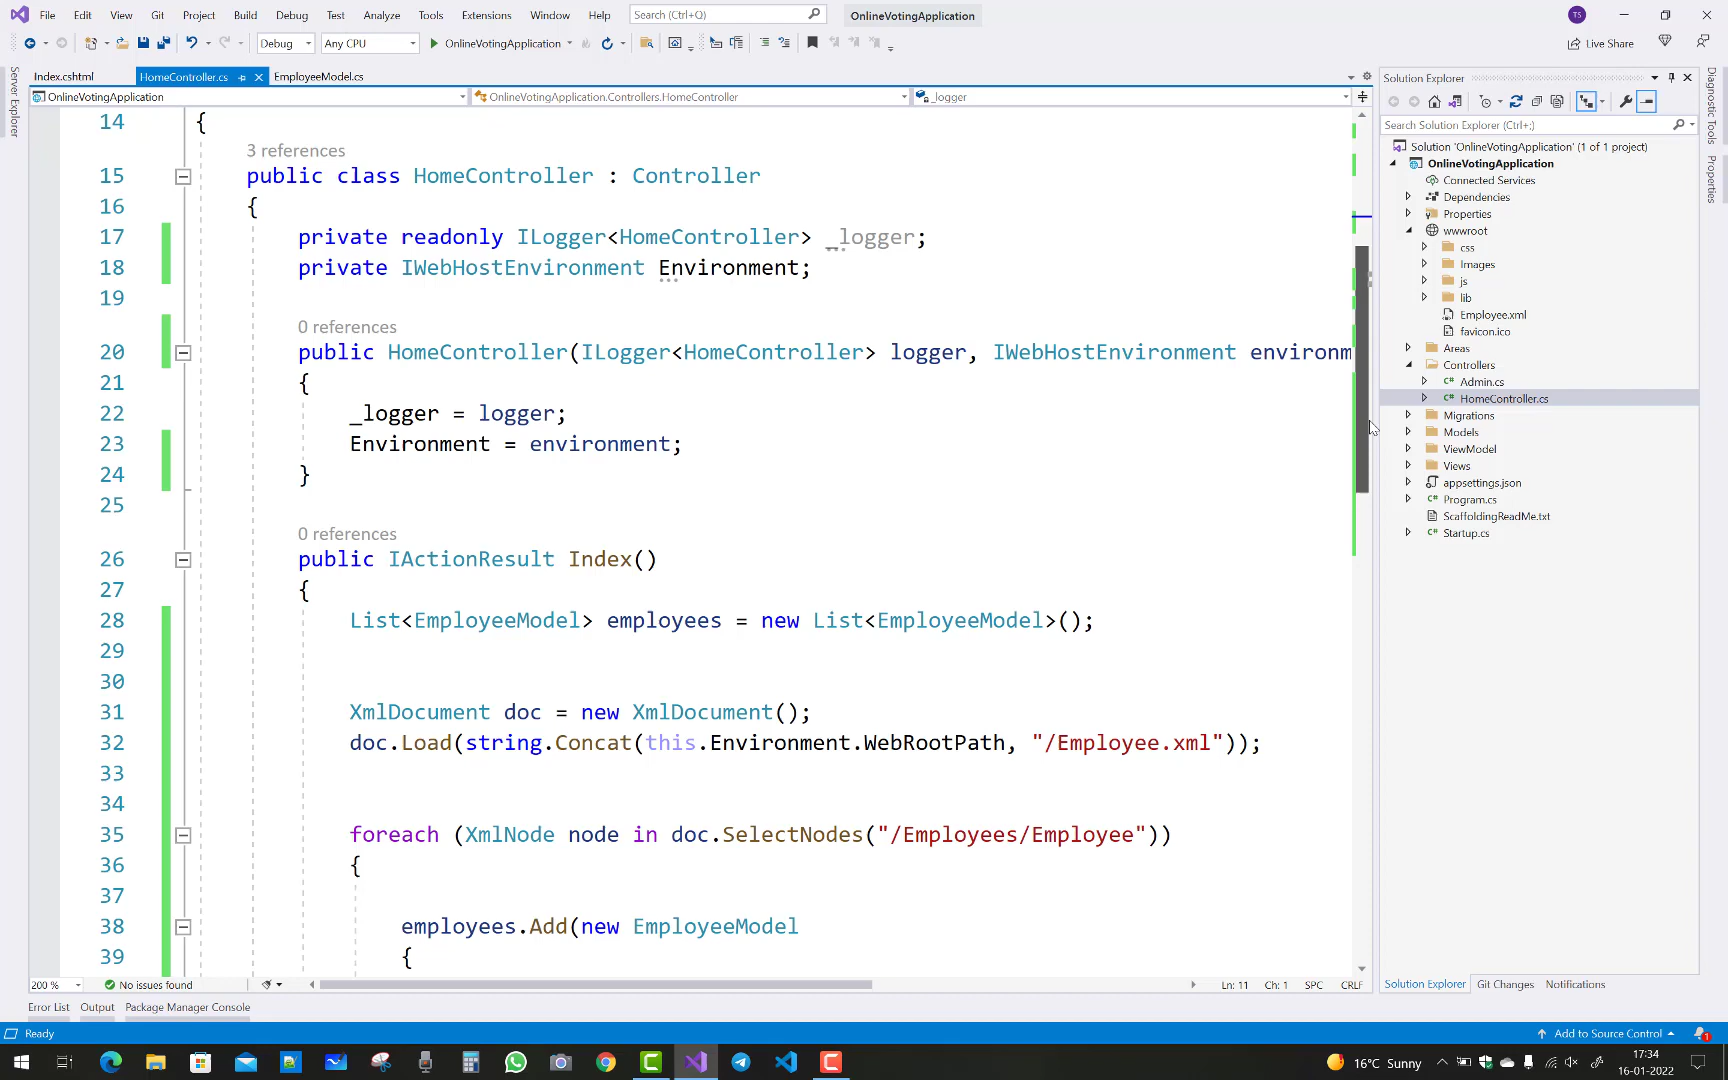 File Edit View Git Project Build Debug Test Analyze Tools Extensions Window Help Search (Ctrl+Q) OnlineVotingApplication TS
Debug Any CPU OnlineVotingApplication Live Share
Server Explorer
Index.cshtml HomeController.cs EmployeeModel.cs
OnlineVotingApplication OnlineVotingApplication.Controllers.HomeController _logger
14 {
3 references
15 public class HomeController : Controller
16 {
17 private readonly ILogger<HomeController> _logger;
18 private IWebHostEnvironment Environment;
19
0 references
20 public HomeController(ILogger<HomeController> logger, IWebHostEnvironment environm
21 {
22 _logger = logger;
23 Environment = environment;
24 }
25
0 references
26 public IActionResult Index()
27 {
28 List<EmployeeModel> employees = new List<EmployeeModel>();
29
30
31 XmlDocument doc = new XmlDocument();
32 doc.Load(string.Concat(this.Environment.WebRootPath, "/Employee.xml"));
33
34
35 foreach (XmlNode node in doc.SelectNodes("/Employees/Employee"))
36 {
37
38 employees.Add(new EmployeeModel
39 {
200 % No issues found Ln: 11 Ch: 1 SPC CRLF
Error List Output Package Manager Console
Solution Explorer
Search Solution Explorer (Ctrl+;)
Solution 'OnlineVotingApplication' (1 of 1 project)
OnlineVotingApplication
Connected Services
Dependencies
Properties
wwwroot
css
Images
js
lib
Employee.xml
favicon.ico
Areas
Controllers
Admin.cs
HomeController.cs
Migrations
Models
ViewModel
Views
appsettings.json
Program.cs
ScaffoldingReadMe.txt
Startup.cs
Solution Explorer Git Changes Notifications
Diagnostic Tools
Properties
Ready Add to Source Control 1
16°C Sunny 17:34
16-01-2022